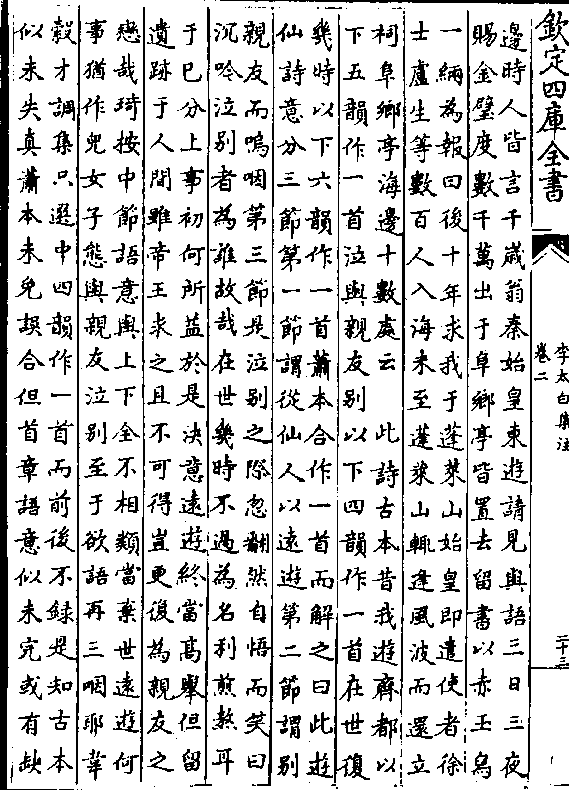 欽定四庫全書
李太白集注
卷二
二十三
邊時人皆言千歳翁秦始皇東遊請見與語三日三夜
賜金璧度數千萬出于阜鄉亭皆置去留書以赤玉舄
一緉為報曰後十年求我于蓬萊山始皇即遣使者徐
士盧生等數百人入海未至蓬萊山輒逢風波而還立
祠阜鄉亭海邊十數處云　此詩古本昔我遊齊都以
下五韻作一首泣與親友別以下四韻作一首在世復
幾時以下六韻作一首蕭本合作一首而解之曰此遊
仙詩意分三節第一節謂從仙人以遠遊第二節謂別
親友而嗚咽第三節是泣別之際忽翻然自悟而笑曰
沉吟泣別者為誰故哉在世幾時不過為名利煎熬耳
于巳分上事初何所益於是決意遠遊終當高舉但留
遺跡于人間雖帝王求之且不可得豈更復為親友之
戀哉琦按中節語意與上下全不相類當棄世遠遊何
事猶作兒女子態與親友泣別至于欲語再三咽耶韋
縠才調集只選中四韻作一首而前後不錄是知古本
似未失真蕭本未免誤合但首章語意似未完或有缺